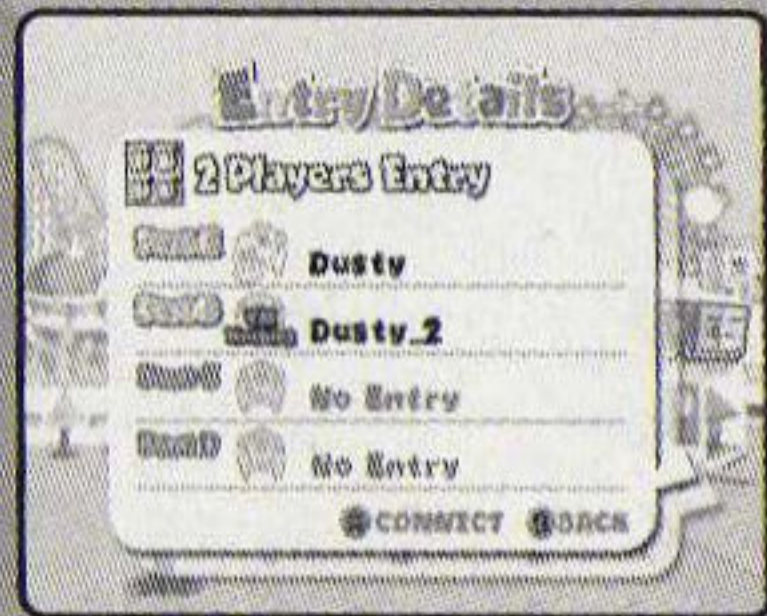 Entry Details
2 Players Entry
Dusty
Dusty_2
No Entry
No Entry
CONNECT BACK